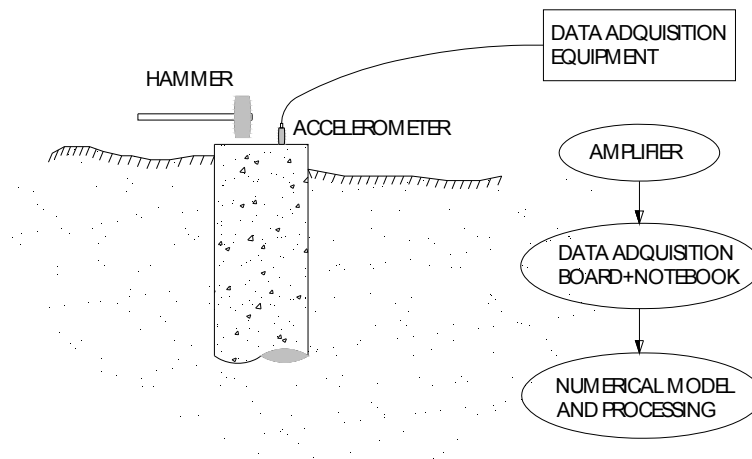 DATA ADQUISITION
EQUIPMENT
HAMMER
ACCELEROMETER
AMPLIFIER
DATA ADQUISITION
BOARD+NOTEBOOK
NUMERICAL MODEL
AND PROCESSING